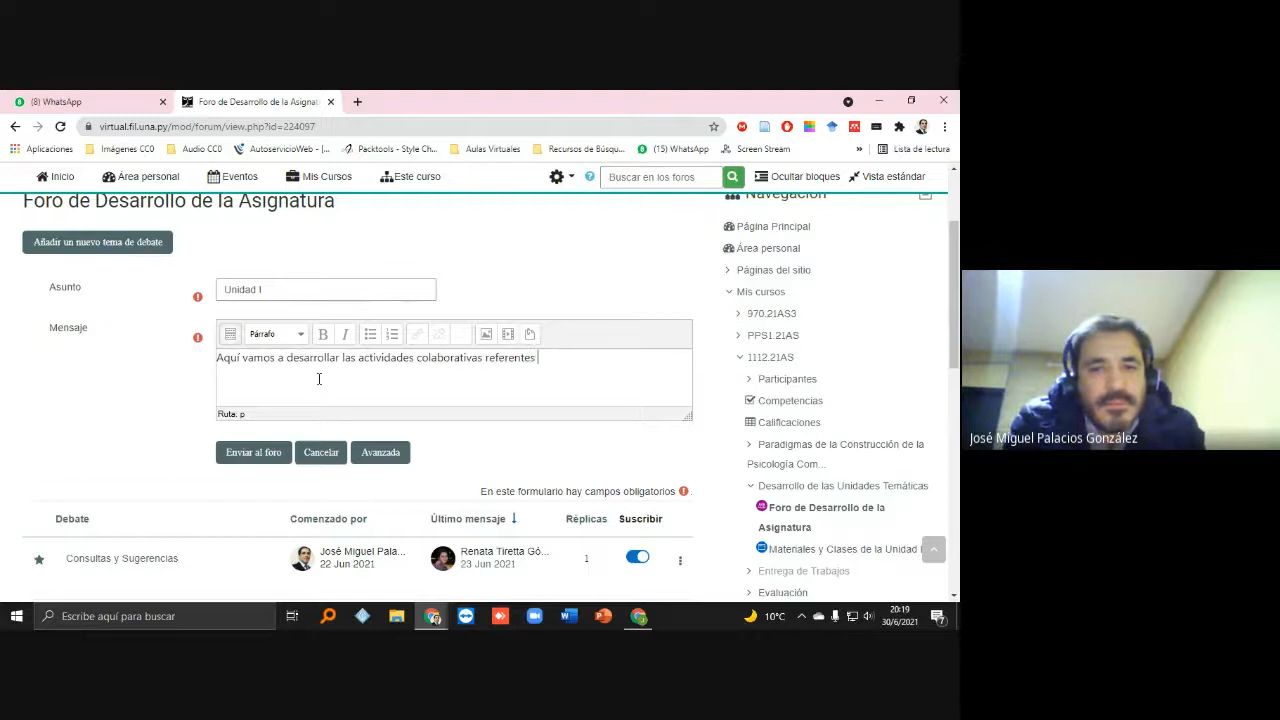 (8) WhatsApp
Foro de Desarrollo de la Asignat
virtual.fil.una.py/mod/forum/view.php?id=224097
Aplicaciones
Imágenes CC0
Audio CC0
AutoservicioWeb - [...
Packtools - Style Ch...
Aulas Virtuales
Recursos de Búsqu...
(15) WhatsApp
Screen Stream
»
Lista de lectura
Inicio
Área personal
Eventos
Mis Cursos
Este curso
Buscar en los foros
Ocultar bloques
Vista estándar
Foro de Desarrollo de la Asignatura
Añadir un nuevo tema de debate
Asunto
Unidad I
Mensaje
Párrafo
B
I
Aquí vamos a desarrollar las actividades colaborativas referentes
Ruta: p
Enviar al foro
Cancelar
Avanzada
En este formulario hay campos obligatorios
Debate
Comenzado por
Último mensaje
Réplicas
Suscribir
Consultas y Sugerencias
José Miguel Pala...
22 Jun 2021
Renata Tiretta Gó...
23 Jun 2021
1
Navegación
Página Principal
Área personal
Páginas del sitio
Mis cursos
970.21AS3
PPS1.21AS
1112.21AS
Participantes
Competencias
Calificaciones
Paradigmas de la Construcción de la
Psicología Com...
Desarrollo de las Unidades Temáticas
Foro de Desarrollo de la
Asignatura
Materiales y Clases de la Unidad I
Entrega de Trabajos
Evaluación
Escribe aquí para buscar
10°C
20:19
30/6/2021
7
José Miguel Palacios González